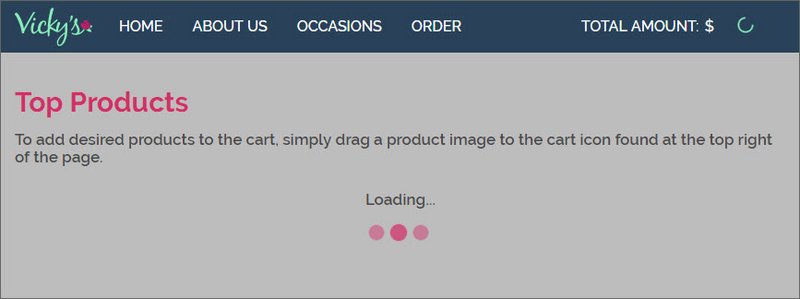 Vicky's HOME ABOUT US OCCASIONS ORDER TOTAL AMOUNT: $
Top Products
To add desired products to the cart, simply drag a product image to the cart icon found at the top right
of the page.
Loading...